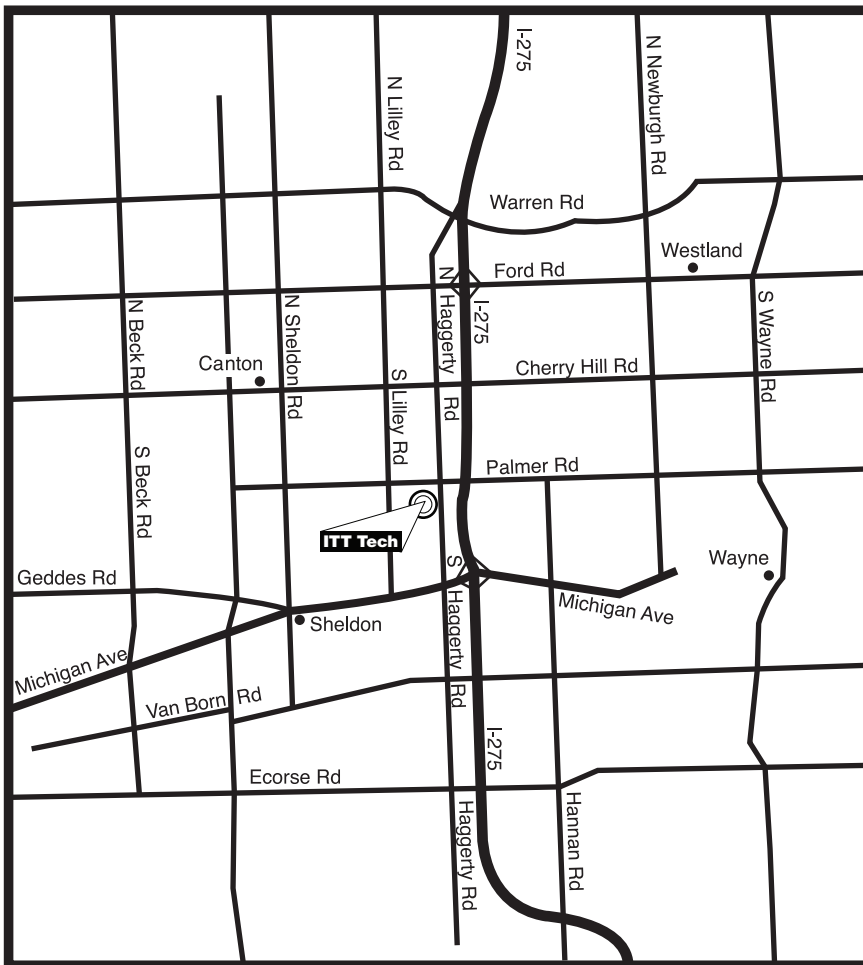 I-275
N Newburgh Rd
N Lilley Rd
Warren Rd
Westland
Ford Rd
N Haggerty Rd
I-275
N Beck Rd
N Sheldon Rd
S Wayne Rd
Canton
Cherry Hill Rd
S Lilley Rd
S Beck Rd
Palmer Rd
ITT Tech
Wayne
Geddes Rd
S Haggerty Rd
Michigan Ave
Sheldon
Michigan Ave
Van Born Rd
I-275
Ecorse Rd
Haggerty Rd
Hannan Rd